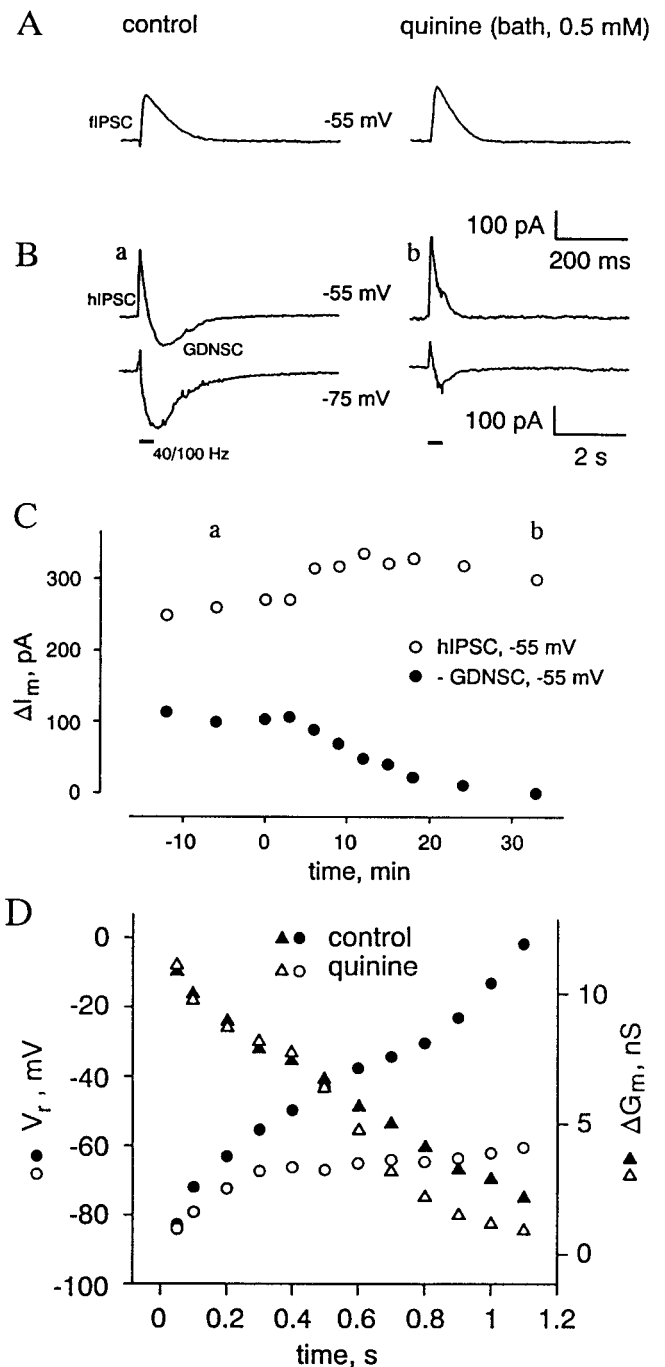 A
control
quinine (bath, 0.5 mM)
fIPSC
-55 mV
100 pA
200 ms
B
a
b
hIPSC
-55 mV
GDNSC
-75 mV
40/100 Hz
100 pA
2 s
C
a
b
300
200
100
0
ΔIm, pA
hIPSC, -55 mV
- GDNSC, -55 mV
-10 0 10 20 30
time, min
D
control
quinine
0
-20
-40
-60
-80
-100
Vr, mV
10
5
0
ΔGm, nS
0 0.2 0.4 0.6 0.8 1 1.2
time, s